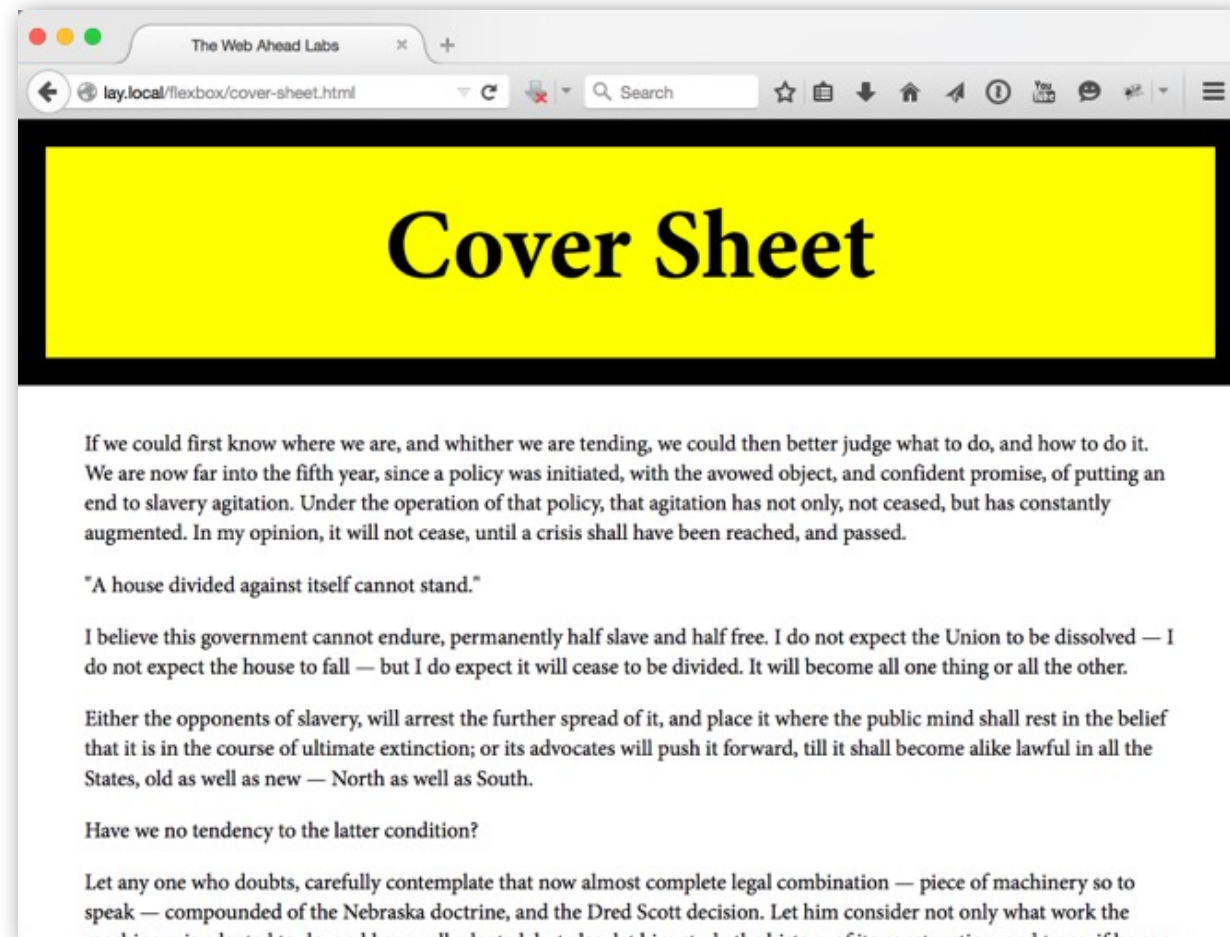 The Web Ahead Labs
lay.local/flexbox/cover-sheet.html
Search
You
Tube
Cover Sheet
If we could first know where we are, and whither we are tending, we could then better judge what to do, and how to do it.
We are now far into the fifth year, since a policy was initiated, with the avowed object, and confident promise, of putting an
end to slavery agitation. Under the operation of that policy, that agitation has not only, not ceased, but has constantly
augmented. In my opinion, it will not cease, until a crisis shall have been reached, and passed.
"A house divided against itself cannot stand."
I believe this government cannot endure, permanently half slave and half free. I do not expect the Union to be dissolved — I
do not expect the house to fall — but I do expect it will cease to be divided. It will become all one thing or all the other.
Either the opponents of slavery, will arrest the further spread of it, and place it where the public mind shall rest in the belief
that it is in the course of ultimate extinction; or its advocates will push it forward, till it shall become alike lawful in all the
States, old as well as new — North as well as South.
Have we no tendency to the latter condition?
Let any one who doubts, carefully contemplate that now almost complete legal combination — piece of machinery so to
speak — compounded of the Nebraska doctrine, and the Dred Scott decision. Let him consider not only what work the